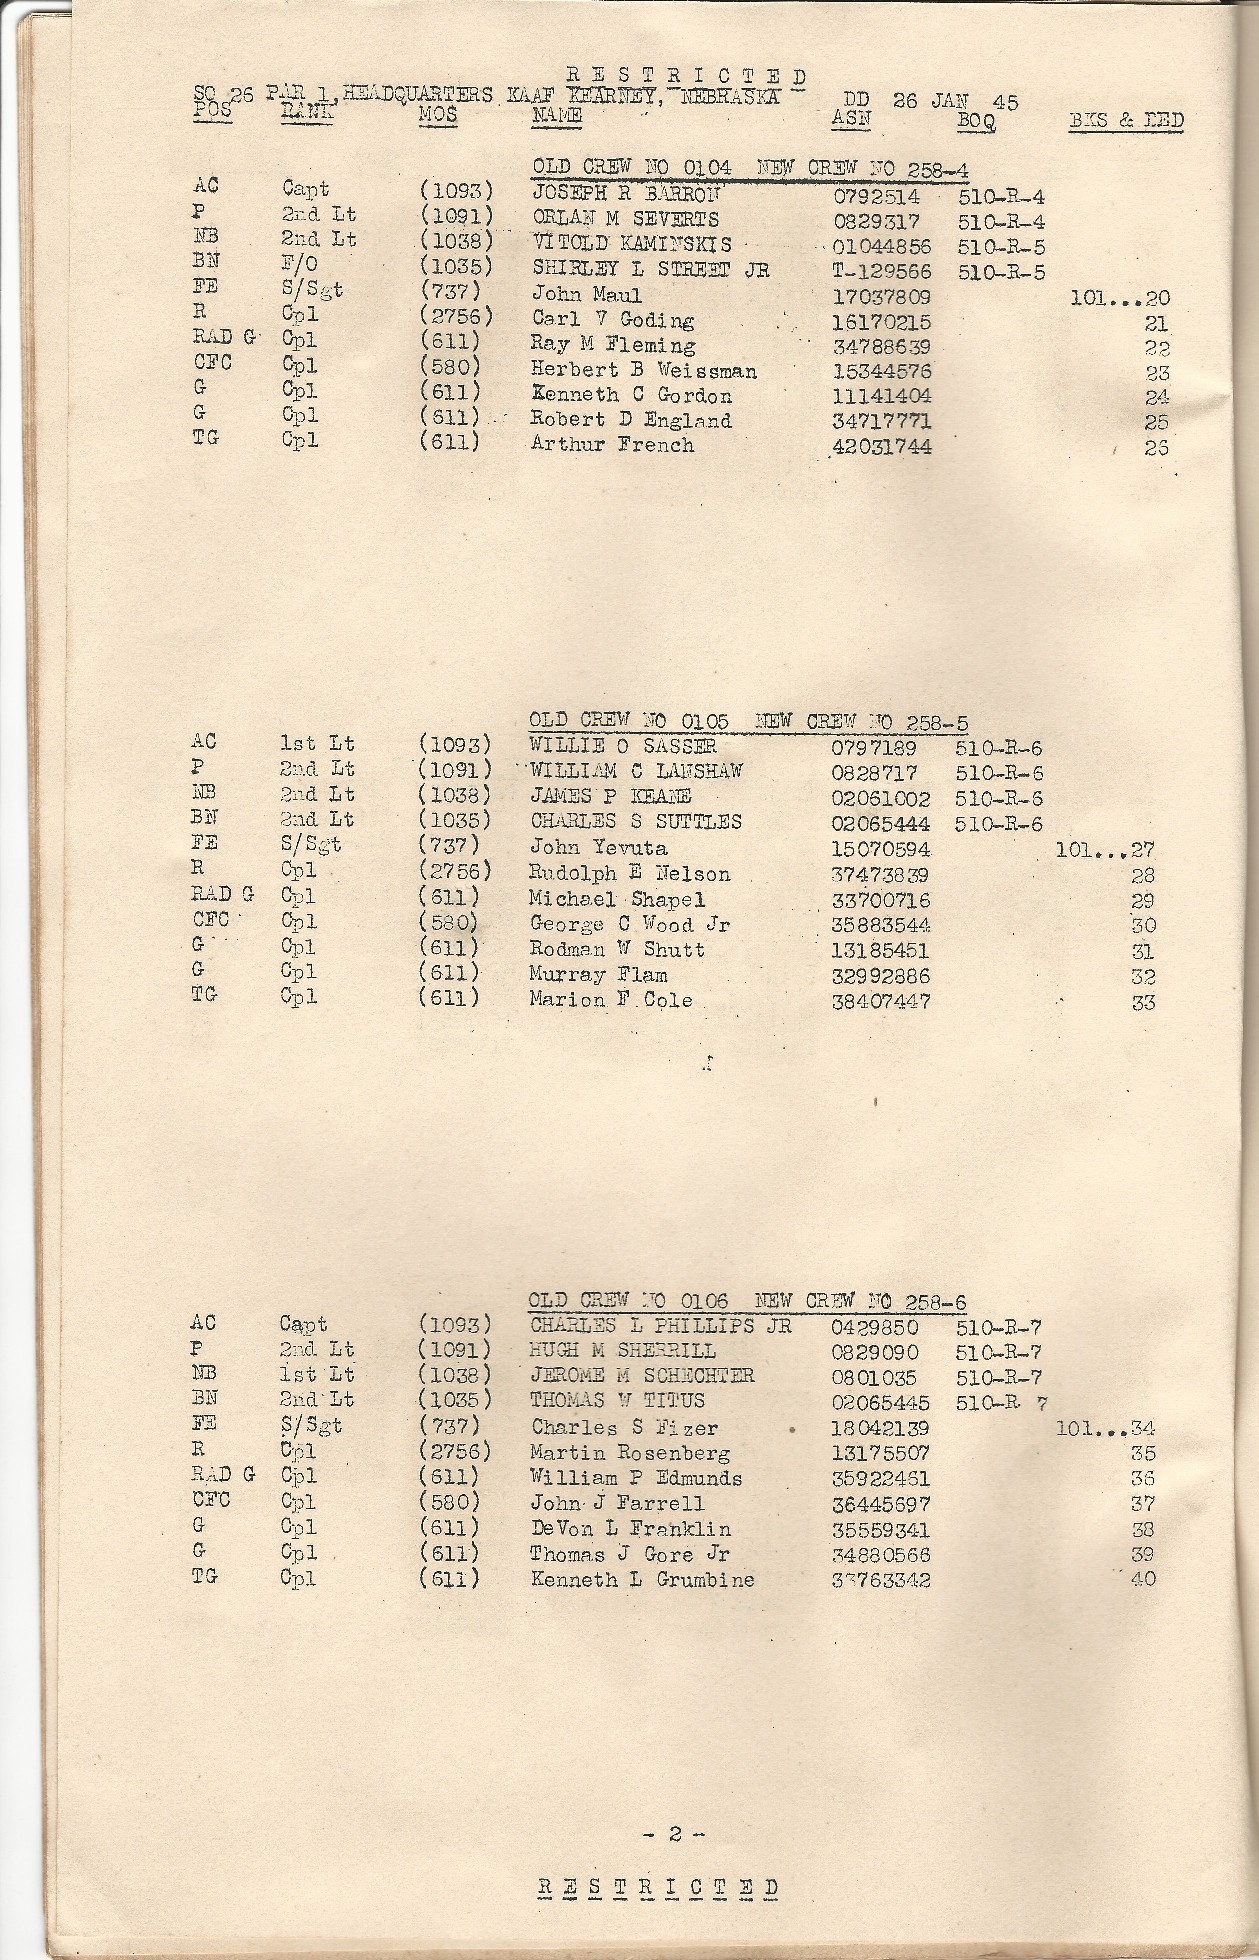 R E S T R I C T E D
SO 26 PAR 1, HEADQUARTERS KAAF KEARNEY, NEBRASKA DD 26 JAN 45
POS RANK MOS NAME ASN BOQ BKS & BED
OLD CREW NO 0104 NEW CREW NO 258-4
AC Capt (1093) JOSEPH R BARRON 0792514 510-R-4
P 2nd Lt (1091) ORLAN M SEVERTS 0829317 510-R-4
NB 2nd Lt (1038) VITOLD KAMINSKIS 01044856 510-R-5
BN F/O (1035) SHIRLEY L STREET JR T-129566 510-R-5
FE S/Sgt (737) John Maul 17037809 101...20
R Cpl (2756) Carl V Goding 16170215 21
RAD G Cpl (611) Ray M Fleming 34788639 22
CFC Cpl (580) Herbert B Weissman 15344576 23
G Cpl (611) Kenneth C Gordon 11141404 24
G Cpl (611) Robert D England 34717771 25
TG Cpl (611) Arthur French 42031744 26
OLD CREW NO 0105 NEW CREW NO 258-5
AC 1st Lt (1093) WILLIE O SASSER 0797189 510-R-6
P 2nd Lt (1091) WILLIAM C LANSHAW 0828717 510-R-6
NB 2nd Lt (1038) JAMES P KEANE 02061002 510-R-6
BN 2nd Lt (1035) CHARLES S SUTTLES 02065444 510-R-6
FE S/Sgt (737) John Yevuta 15070594 101...27
R Cpl (2756) Rudolph E Nelson 37473839 28
RAD G Cpl (611) Michael Shapel 33700716 29
CFC Cpl (580) George C Wood Jr 35883544 30
G Cpl (611) Rodman W Shutt 13185451 31
G Cpl (611) Murray Flam 32992886 32
TG Cpl (611) Marion F Cole 38407447 33
OLD CREW NO 0106 NEW CREW NO 258-6
AC Capt (1093) CHARLES L PHILLIPS JR 0429850 510-R-7
P 2nd Lt (1091) HUGH M SHERRILL 0829090 510-R-7
NB 1st Lt (1038) JEROME M SCHECHTER 0801035 510-R-7
BN 2nd Lt (1035) THOMAS W TITUS 02065445 510-R 7
FE S/Sgt (737) Charles S Fizer 18042139 101...34
R Cpl (2756) Martin Rosenberg 13175507 35
RAD G Cpl (611) William P Edmunds 35922461 36
CFC Cpl (580) John J Farrell 36445697 37
G Cpl (611) DeVon L Franklin 35559341 38
G Cpl (611) Thomas J Gore Jr 34880566 39
TG Cpl (611) Kenneth L Grumbine 33763342 40
- 2 -
R E S T R I C T E D